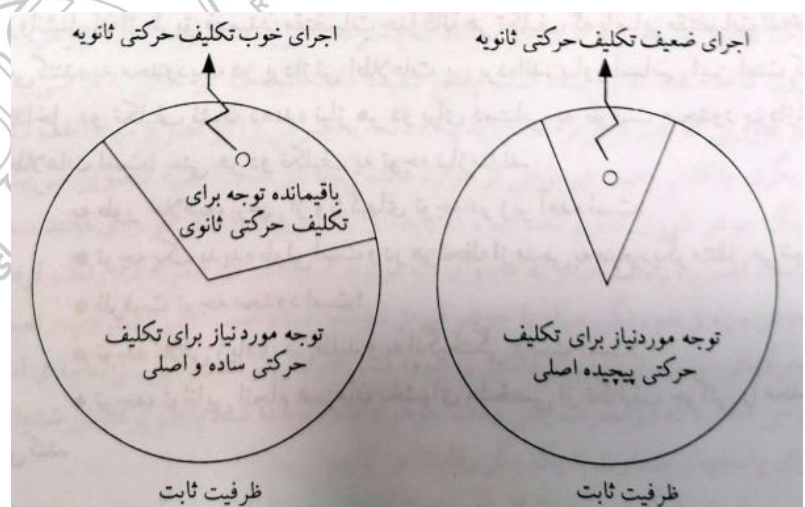 اجرای ضعیف تکلیف حرکتی ثانویه
توجه موردنیاز برای تکلیف
حرکتی پیچیده اصلی
ظرفیت ثابت
اجرای خوب تکلیف حرکتی ثانویه
باقیمانده توجه برای
تکلیف حرکتی ثانوی
توجه موردنیاز برای تکلیف
حرکتی ساده و اصلی
ظرفیت ثابت